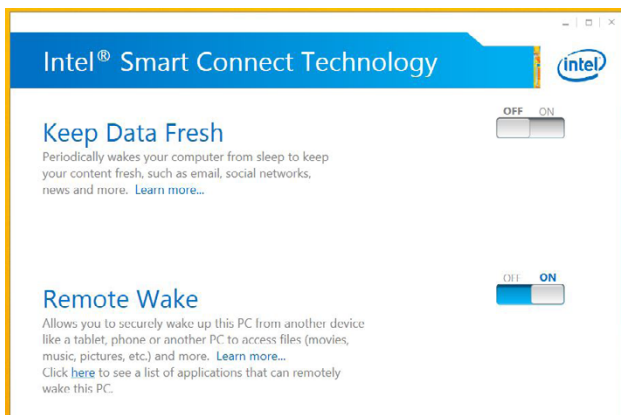 Intel® Smart Connect Technology
intel
OFF ON
Keep Data Fresh
Periodically wakes your computer from sleep to keep
your content fresh, such as email, social networks,
news and more. Learn more...
OFF ON
Remote Wake
Allows you to securely wake up this PC from another device
like a tablet, phone or another PC to access files (movies,
music, pictures, etc.) and more. Learn more...
Click here to see a list of applications that can remotely
wake this PC.